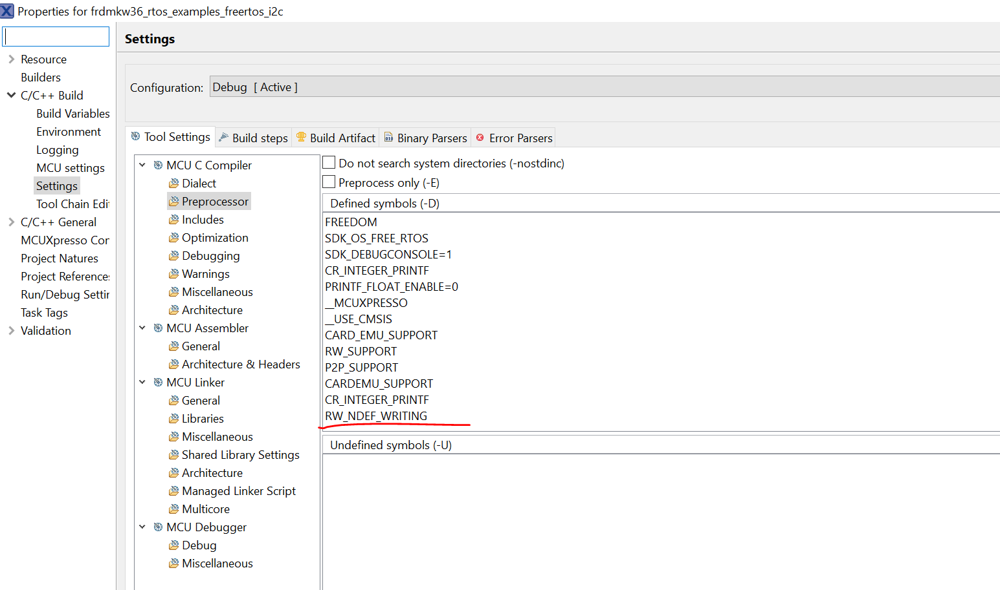 Properties for frdmkw36_rtos_examples_freertos_i2c
Resource
Builders
C/C++ Build
Build Variables
Environment
Logging
MCU settings
Settings
Tool Chain Edit
C/C++ General
MCUXpresso Con
Project Natures
Project References
Run/Debug Settin
Task Tags
Validation
Settings
Configuration: Debug [ Active ]
Tool Settings Build steps Build Artifact Binary Parsers Error Parsers
MCU C Compiler
Dialect
Preprocessor
Includes
Optimization
Debugging
Warnings
Miscellaneous
Architecture
MCU Assembler
General
Architecture & Headers
MCU Linker
General
Libraries
Miscellaneous
Shared Library Settings
Architecture
Managed Linker Script
Multicore
MCU Debugger
Debug
Miscellaneous
Do not search system directories (-nostdinc)
Preprocess only (-E)
Defined symbols (-D)
FREEDOM
SDK_OS_FREE_RTOS
SDK_DEBUGCONSOLE=1
CR_INTEGER_PRINTF
PRINTF_FLOAT_ENABLE=0
__MCUXPRESSO
__USE_CMSIS
CARD_EMU_SUPPORT
RW_SUPPORT
P2P_SUPPORT
CARDEMU_SUPPORT
CR_INTEGER_PRINTF
RW_NDEF_WRITING
Undefined symbols (-U)